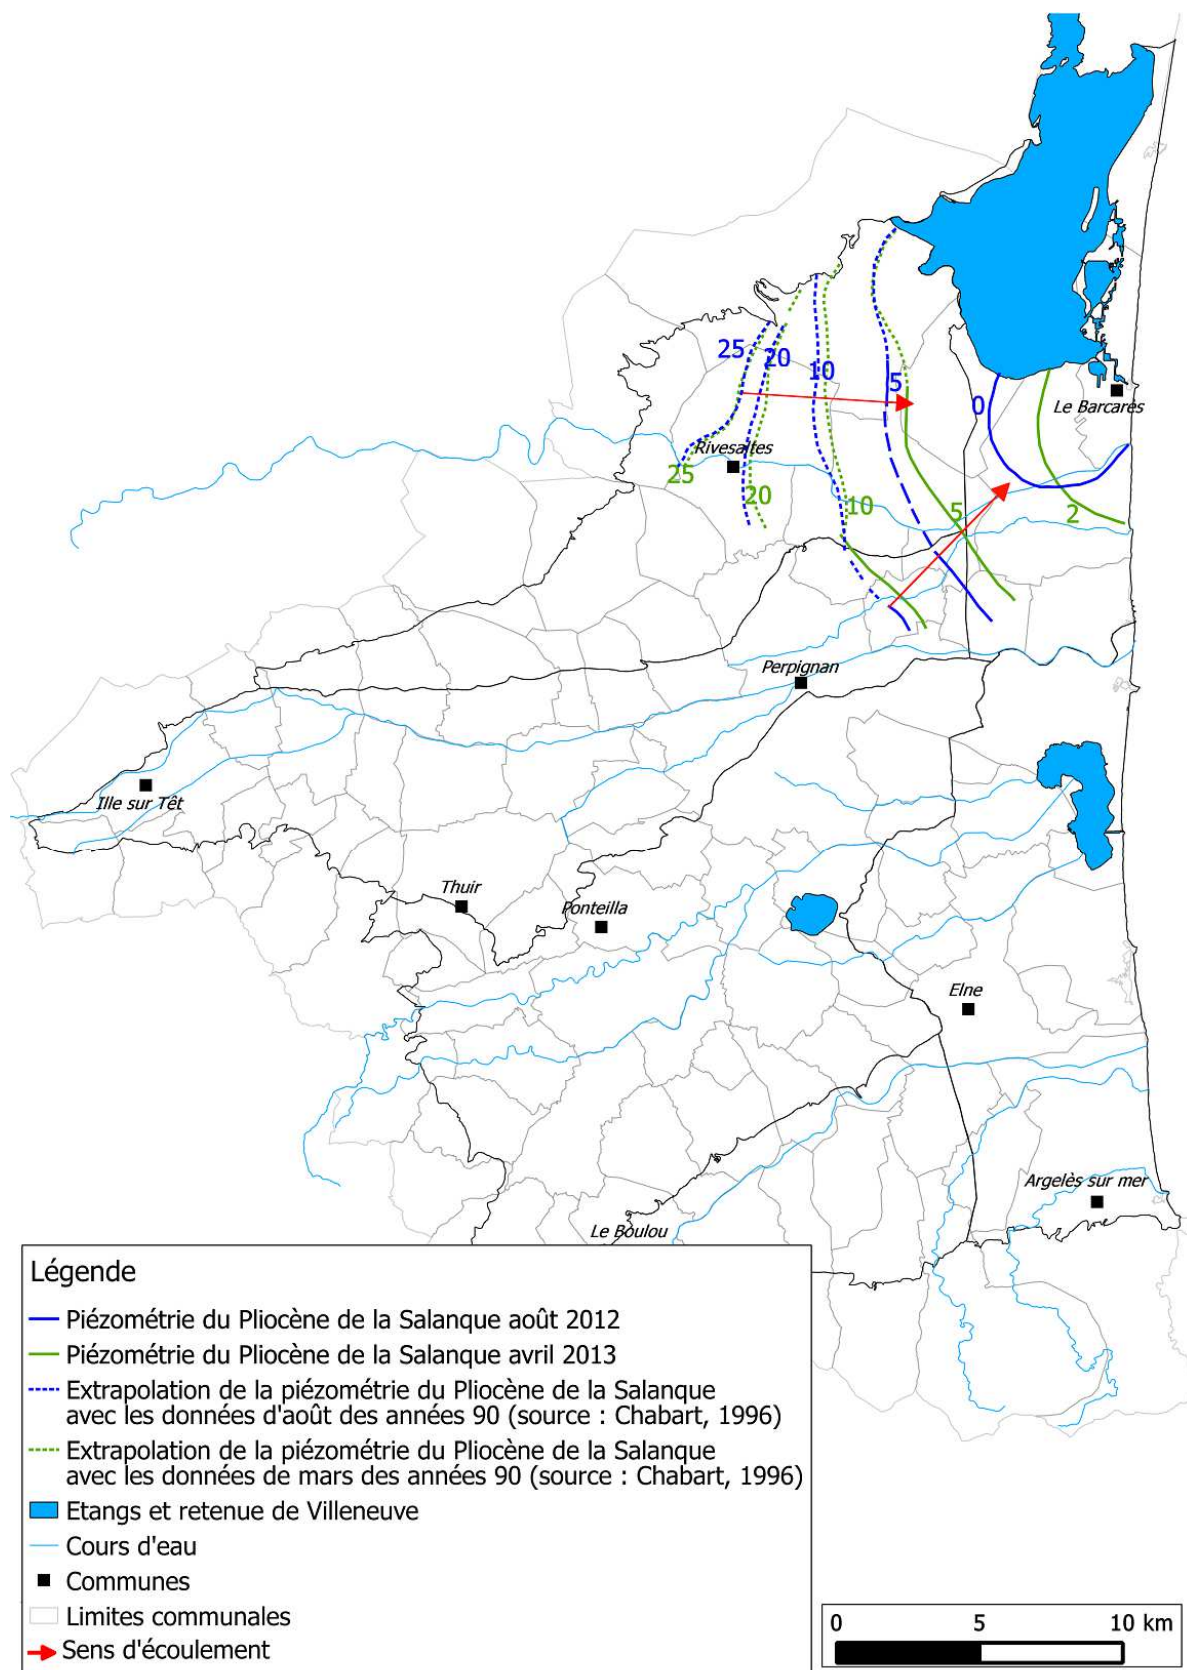 25
20
10
5
0
Le Barcares
Rivesaltes
25
20
10
5
2
Perpignan
Ille sur Têt
Thuir
Ponteilla
Elne
Argelès sur mer
Le Boulou
Légende
Piézométrie du Pliocène de la Salanque août 2012
Piézométrie du Pliocène de la Salanque avril 2013
Extrapolation de la piézométrie du Pliocène de la Salanque
avec les données d'août des années 90 (source : Chabart, 1996)
Extrapolation de la piézométrie du Pliocène de la Salanque
avec les données de mars des années 90 (source : Chabart, 1996)
Etangs et retenue de Villeneuve
Cours d'eau
Communes
Limites communales
Sens d'écoulement
0 5 10 km